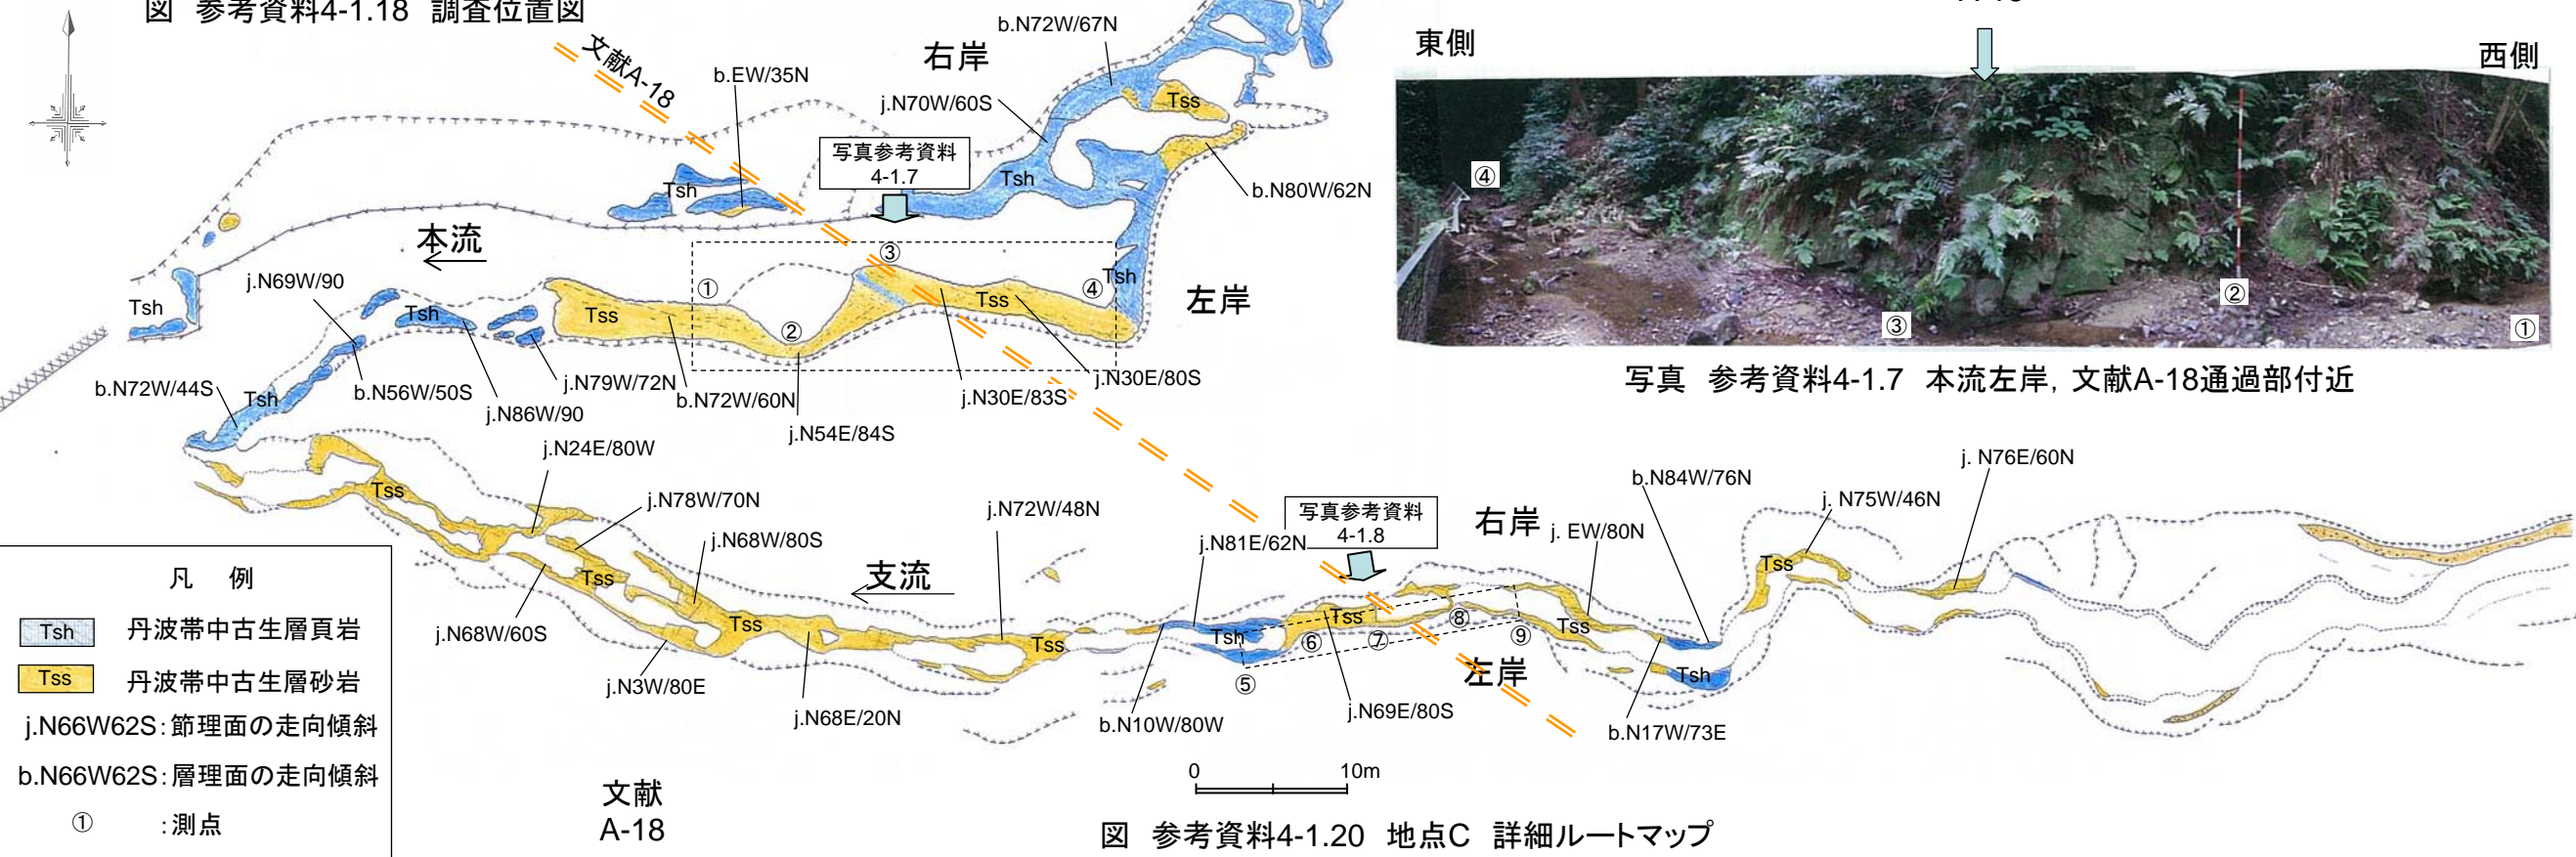 図 参考資料4-1.18 調査位置図
文献A-18
b.EW/35N
右岸
b.N72W/67N
j.N70W/60S
写真参考資料
4-1.7
Tsh
Tss
Tsh
b.N80W/62N
本流
①
②
③
④
Tsh
左岸
Tsh
j.N69W/90
Tsh
Tss
Tss
b.N72W/44S
Tsh
b.N56W/50S
j.N86W/90
j.N79W/72N
b.N72W/60N
j.N54E/84S
j.N30E/83S
j.N30E/80S
東側
西側
④
③
②
①
写真 参考資料4-1.7 本流左岸，文献A-18通過部付近
j.N24E/80W
Tss
j.N78W/70N
j.N68W/80S
Tss
j.N68W/60S
j.N3W/80E
Tss
支流
j.N72W/48N
j.N68E/20N
Tss
j.N81E/62N
写真参考資料
4-1.8
右岸
j. EW/80N
b.N84W/76N
j. N75W/46N
j. N76E/60N
Tsh
Tss
⑤
⑥
⑦
⑧
⑨
Tss
Tss
Tsh
左岸
b.N10W/80W
j.N69E/80S
b.N17W/73E
凡 例
Tsh 丹波帯中古生層頁岩
Tss 丹波帯中古生層砂岩
j.N66W62S：節理面の走向傾斜
b.N66W62S：層理面の走向傾斜
① ：測点
文献
A-18
0 10m
図 参考資料4-1.20 地点C 詳細ルートマップ